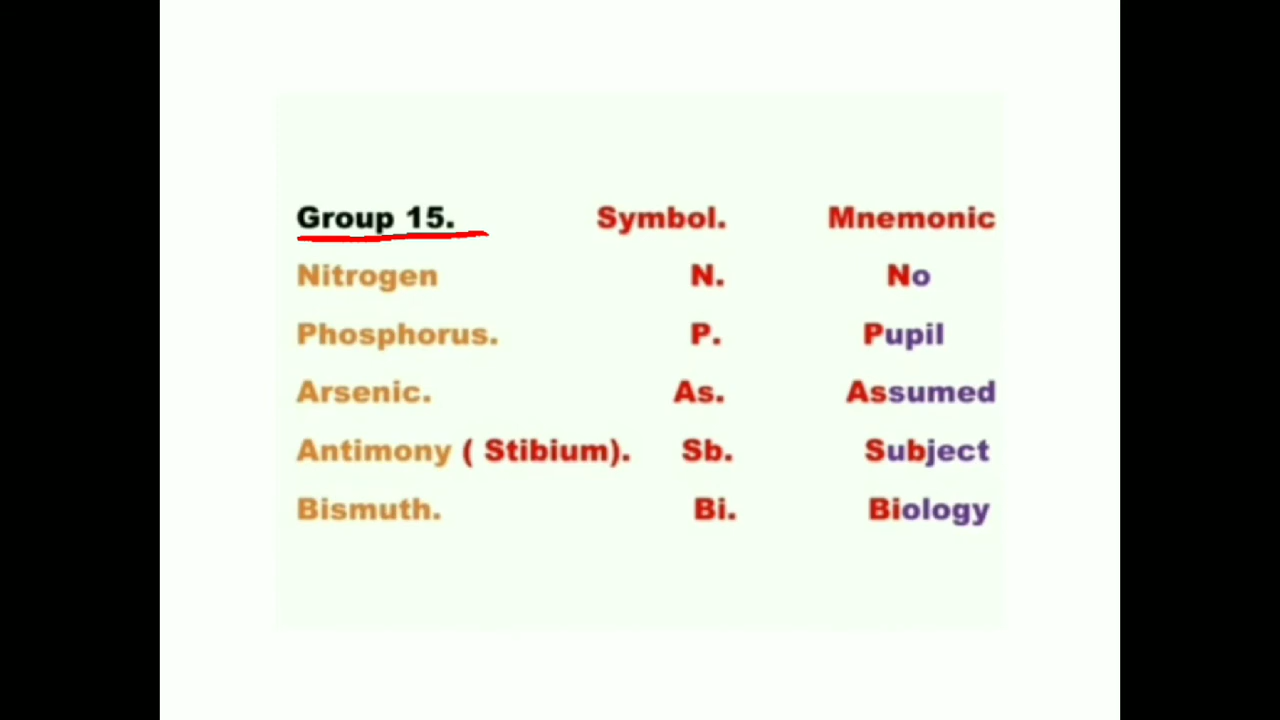 Group 15. Symbol. Mnemonic
Nitrogen N. No
Phosphorus. P. Pupil
Arsenic. As. Assumed
Antimony ( Stibium). Sb. Subject
Bismuth. Bi. Biology